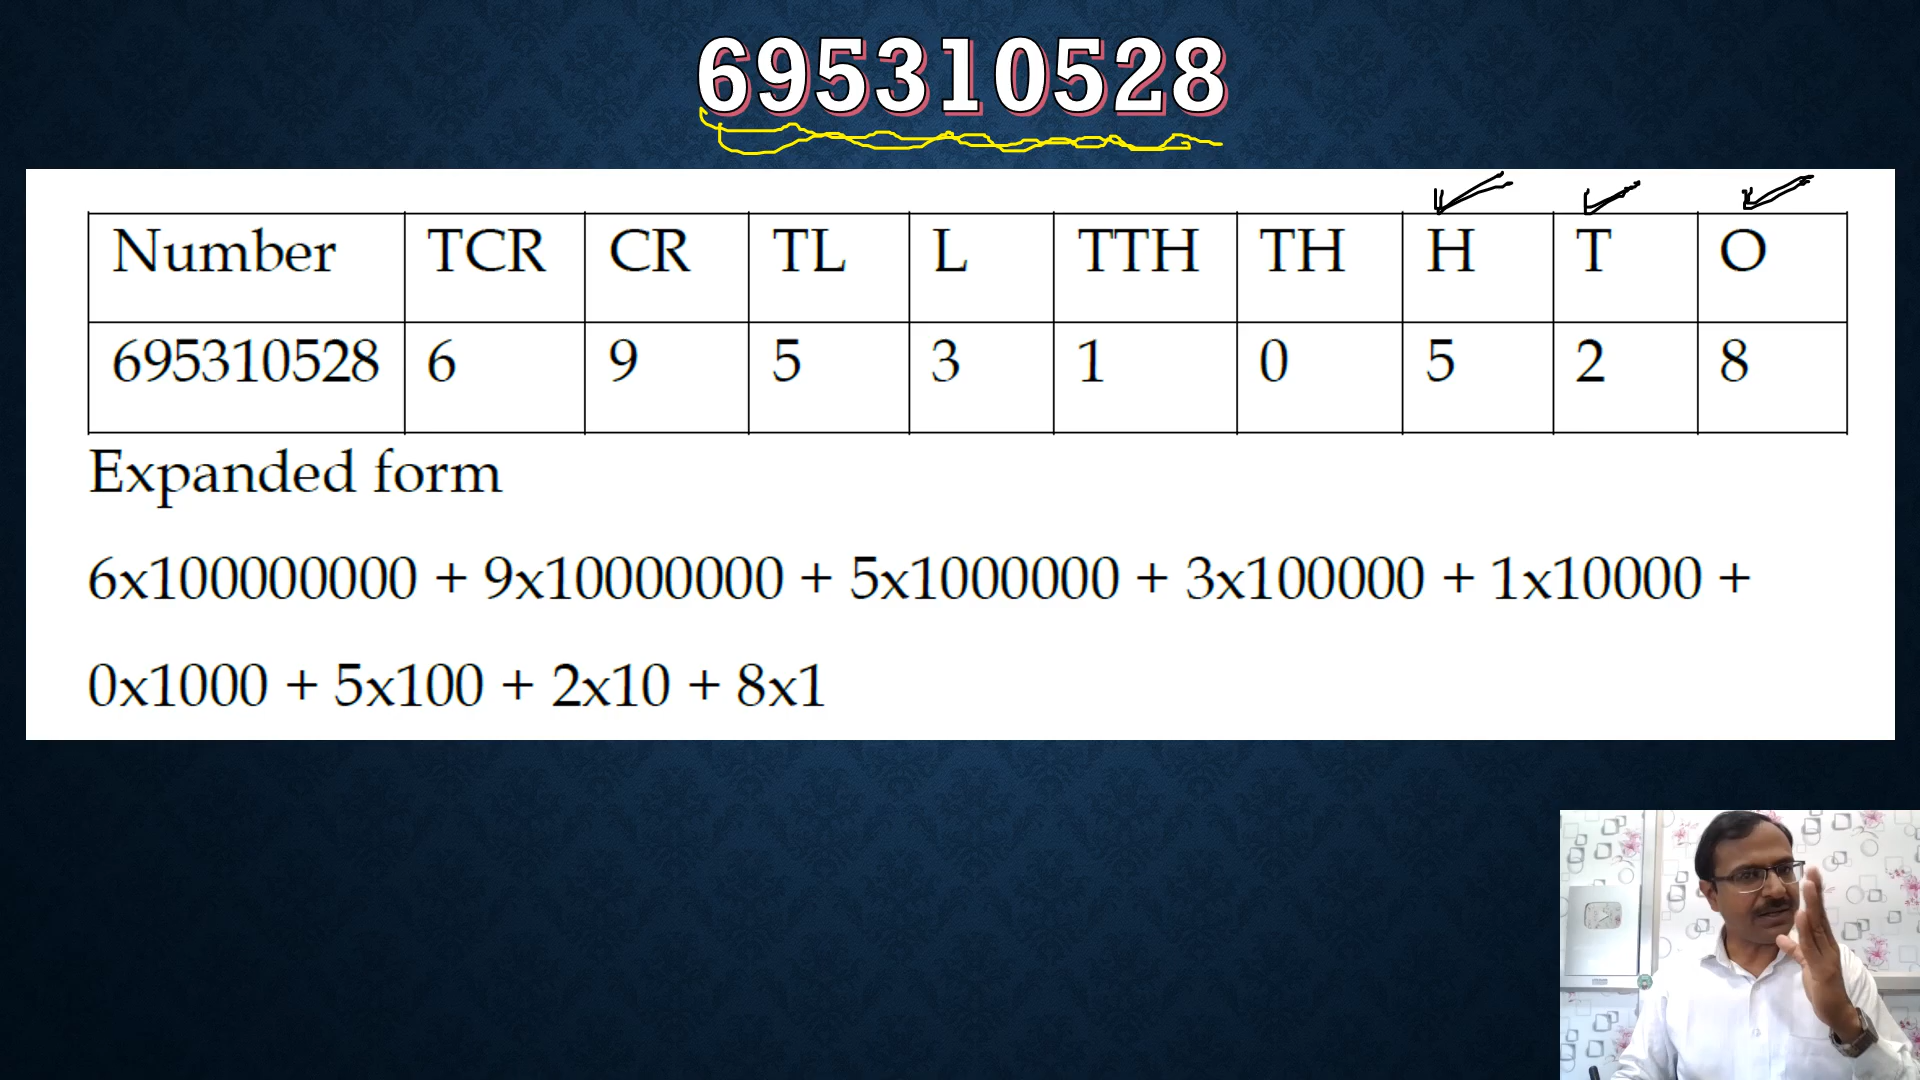 695310528
Number TCR CR TL L TTH TH H T O
695310528 6 9 5 3 1 0 5 2 8
Expanded form
6x100000000 + 9x10000000 + 5x1000000 + 3x100000 + 1x10000 +
0x1000 + 5x100 + 2x10 + 8x1